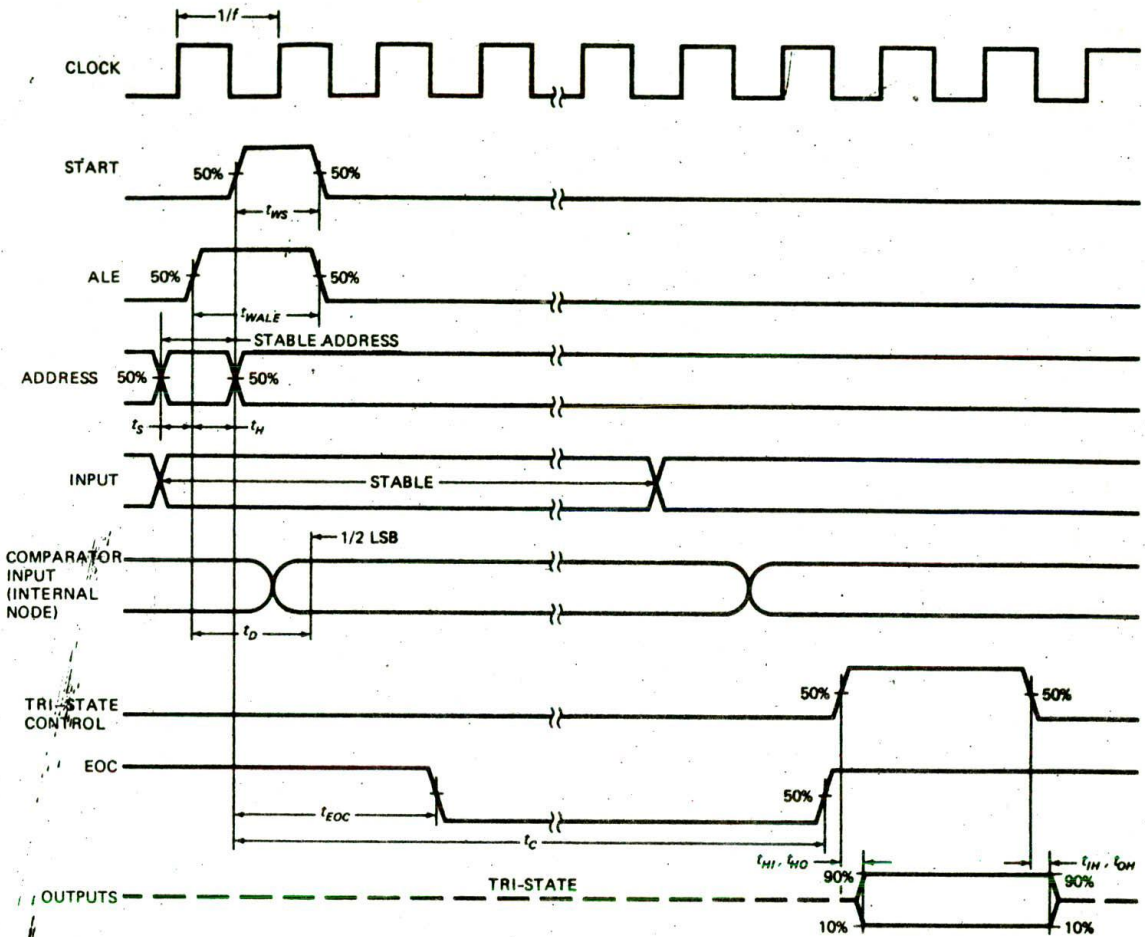 1/f
CLOCK
START
50%
50%
tWS
ALE
50%
50%
tWALE
STABLE ADDRESS
ADDRESS
50%
50%
tS
tH
INPUT
STABLE
COMPARATOR
INPUT
(INTERNAL
NODE)
1/2 LSB
tD
TRI-STATE
CONTROL
50%
50%
EOC
50%
tEOC
tC
tHI, tHO
tIH, tOH
OUTPUTS
TRI-STATE
90%
90%
10%
10%